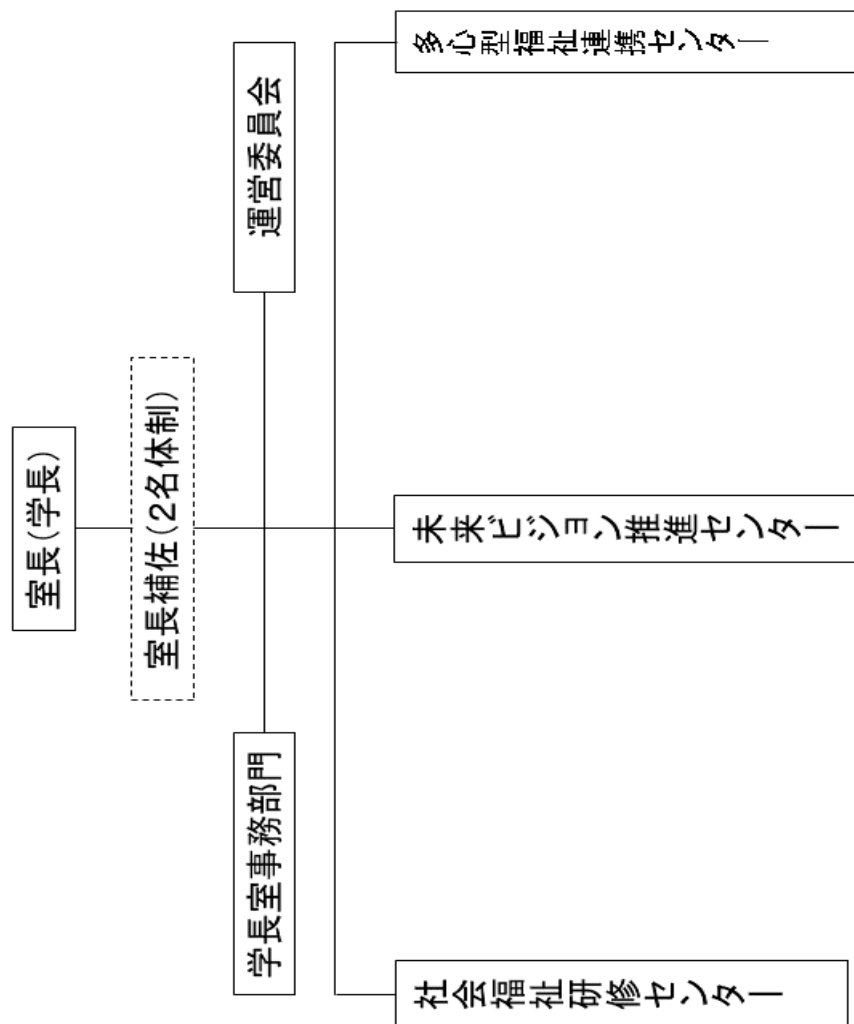 室長(学長)
室長補佐(2名体制)
学長室事務部門
運営委員会
社会福祉研修センター
未来ビジョン推進センター
多心型福祉連携センター